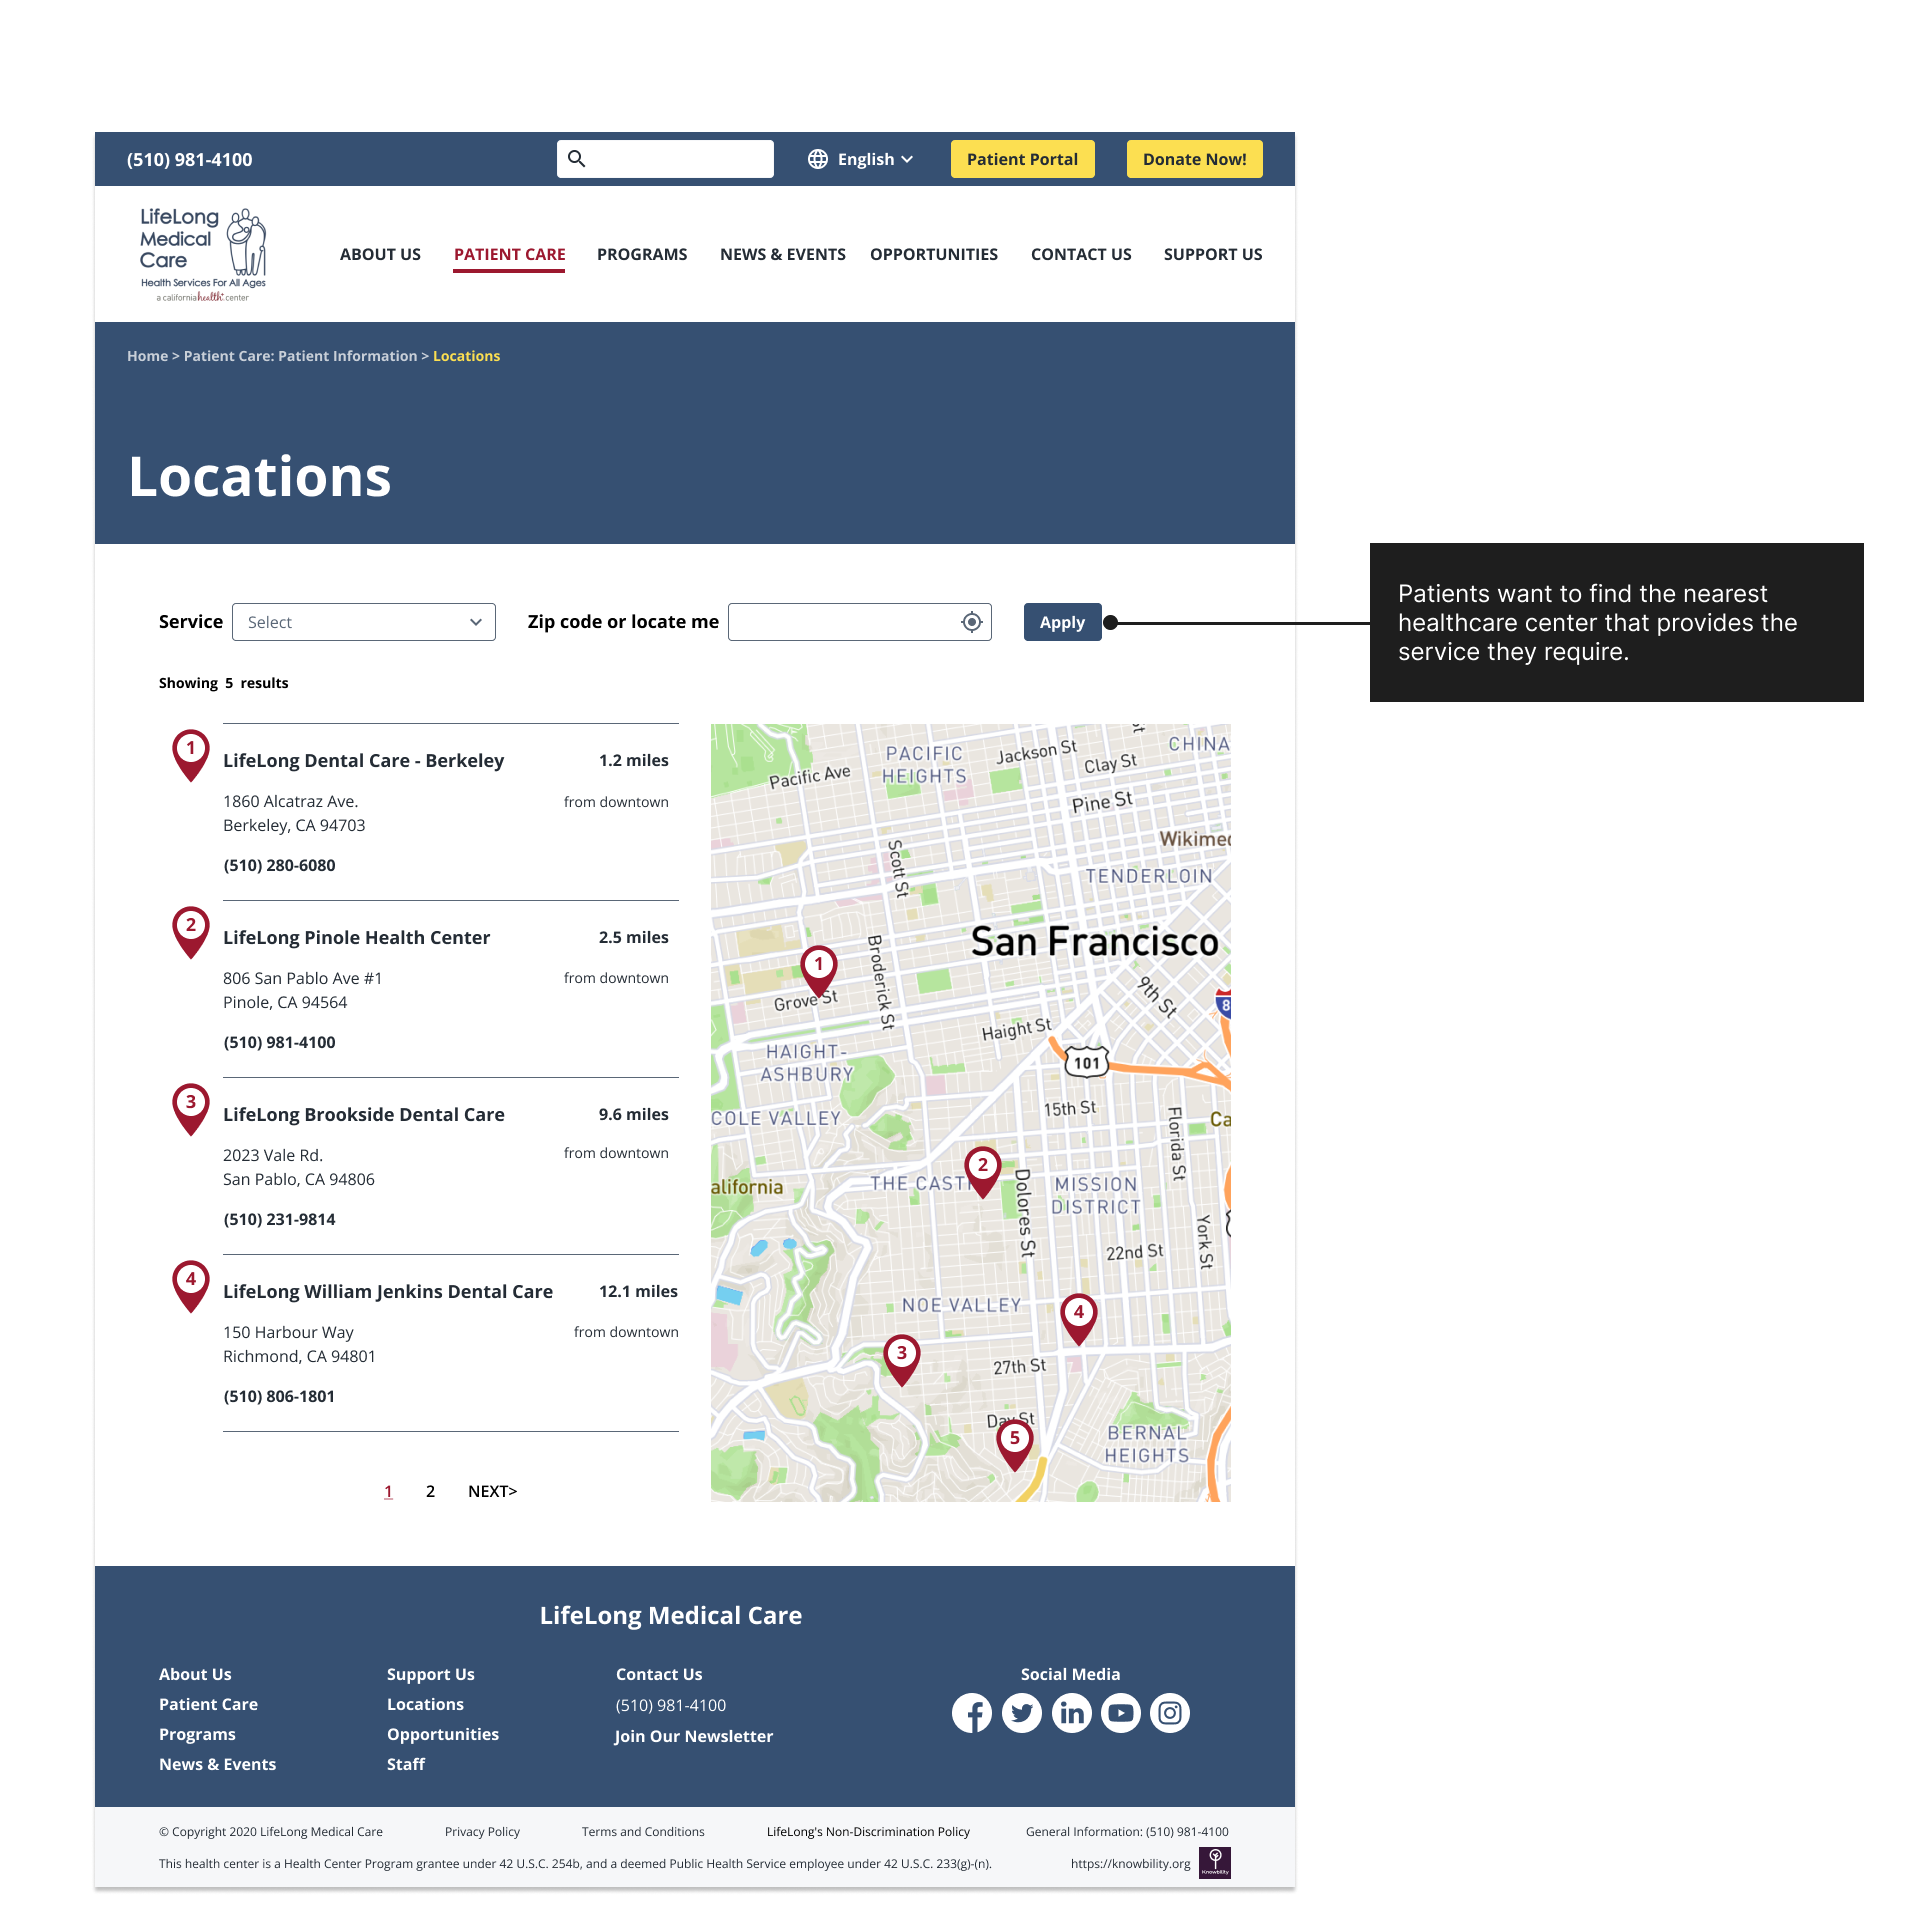 (510) 981-4100
English
Patient Portal
Donate Now!
LifeLong
Medical
Care
Health Services For All Ages
a california health+ center
ABOUT US
PATIENT CARE
PROGRAMS
NEWS & EVENTS
OPPORTUNITIES
CONTACT US
SUPPORT US
Home > Patient Care: Patient Information > Locations
Locations
Service
Select
Zip code or locate me
Apply
Patients want to find the nearest
healthcare center that provides the
service they require.
Showing 5 results
1
LifeLong Dental Care - Berkeley
1.2 miles
1860 Alcatraz Ave.
from downtown
Berkeley, CA 94703
(510) 280-6080
2
LifeLong Pinole Health Center
2.5 miles
806 San Pablo Ave #1
from downtown
Pinole, CA 94564
(510) 981-4100
3
LifeLong Brookside Dental Care
9.6 miles
2023 Vale Rd.
from downtown
San Pablo, CA 94806
(510) 231-9814
4
LifeLong William Jenkins Dental Care
12.1 miles
150 Harbour Way
from downtown
Richmond, CA 94801
(510) 806-1801
1
2
NEXT>
St
CHINA
PACIFIC
HEIGHTS
Jackson St
Clay St
Pacific Ave
Pine St
Wikimed
Scott St
TENDERLOIN
San Francisco
Broderick St
1
Grove St
9th St
8
Haight St
HAIGHT-
ASHBURY
101
COLE VALLEY
15th St
Florida St
Ca
2
alifornia
THE CAST
Dolores St
MISSION
DISTRICT
York St
22nd St
NOE VALLEY
4
3
27th St
Day St
5
BERNAL
HEIGHTS
LifeLong Medical Care
About Us
Patient Care
Programs
News & Events
Support Us
Locations
Opportunities
Staff
Contact Us
(510) 981-4100
Join Our Newsletter
Social Media
in
© Copyright 2020 LifeLong Medical Care
Privacy Policy
Terms and Conditions
LifeLong's Non-Discrimination Policy
General Information: (510) 981-4100
This health center is a Health Center Program grantee under 42 U.S.C. 254b, and a deemed Public Health Service employee under 42 U.S.C. 233(g)-(n).
https://knowbility.org
Knowbility